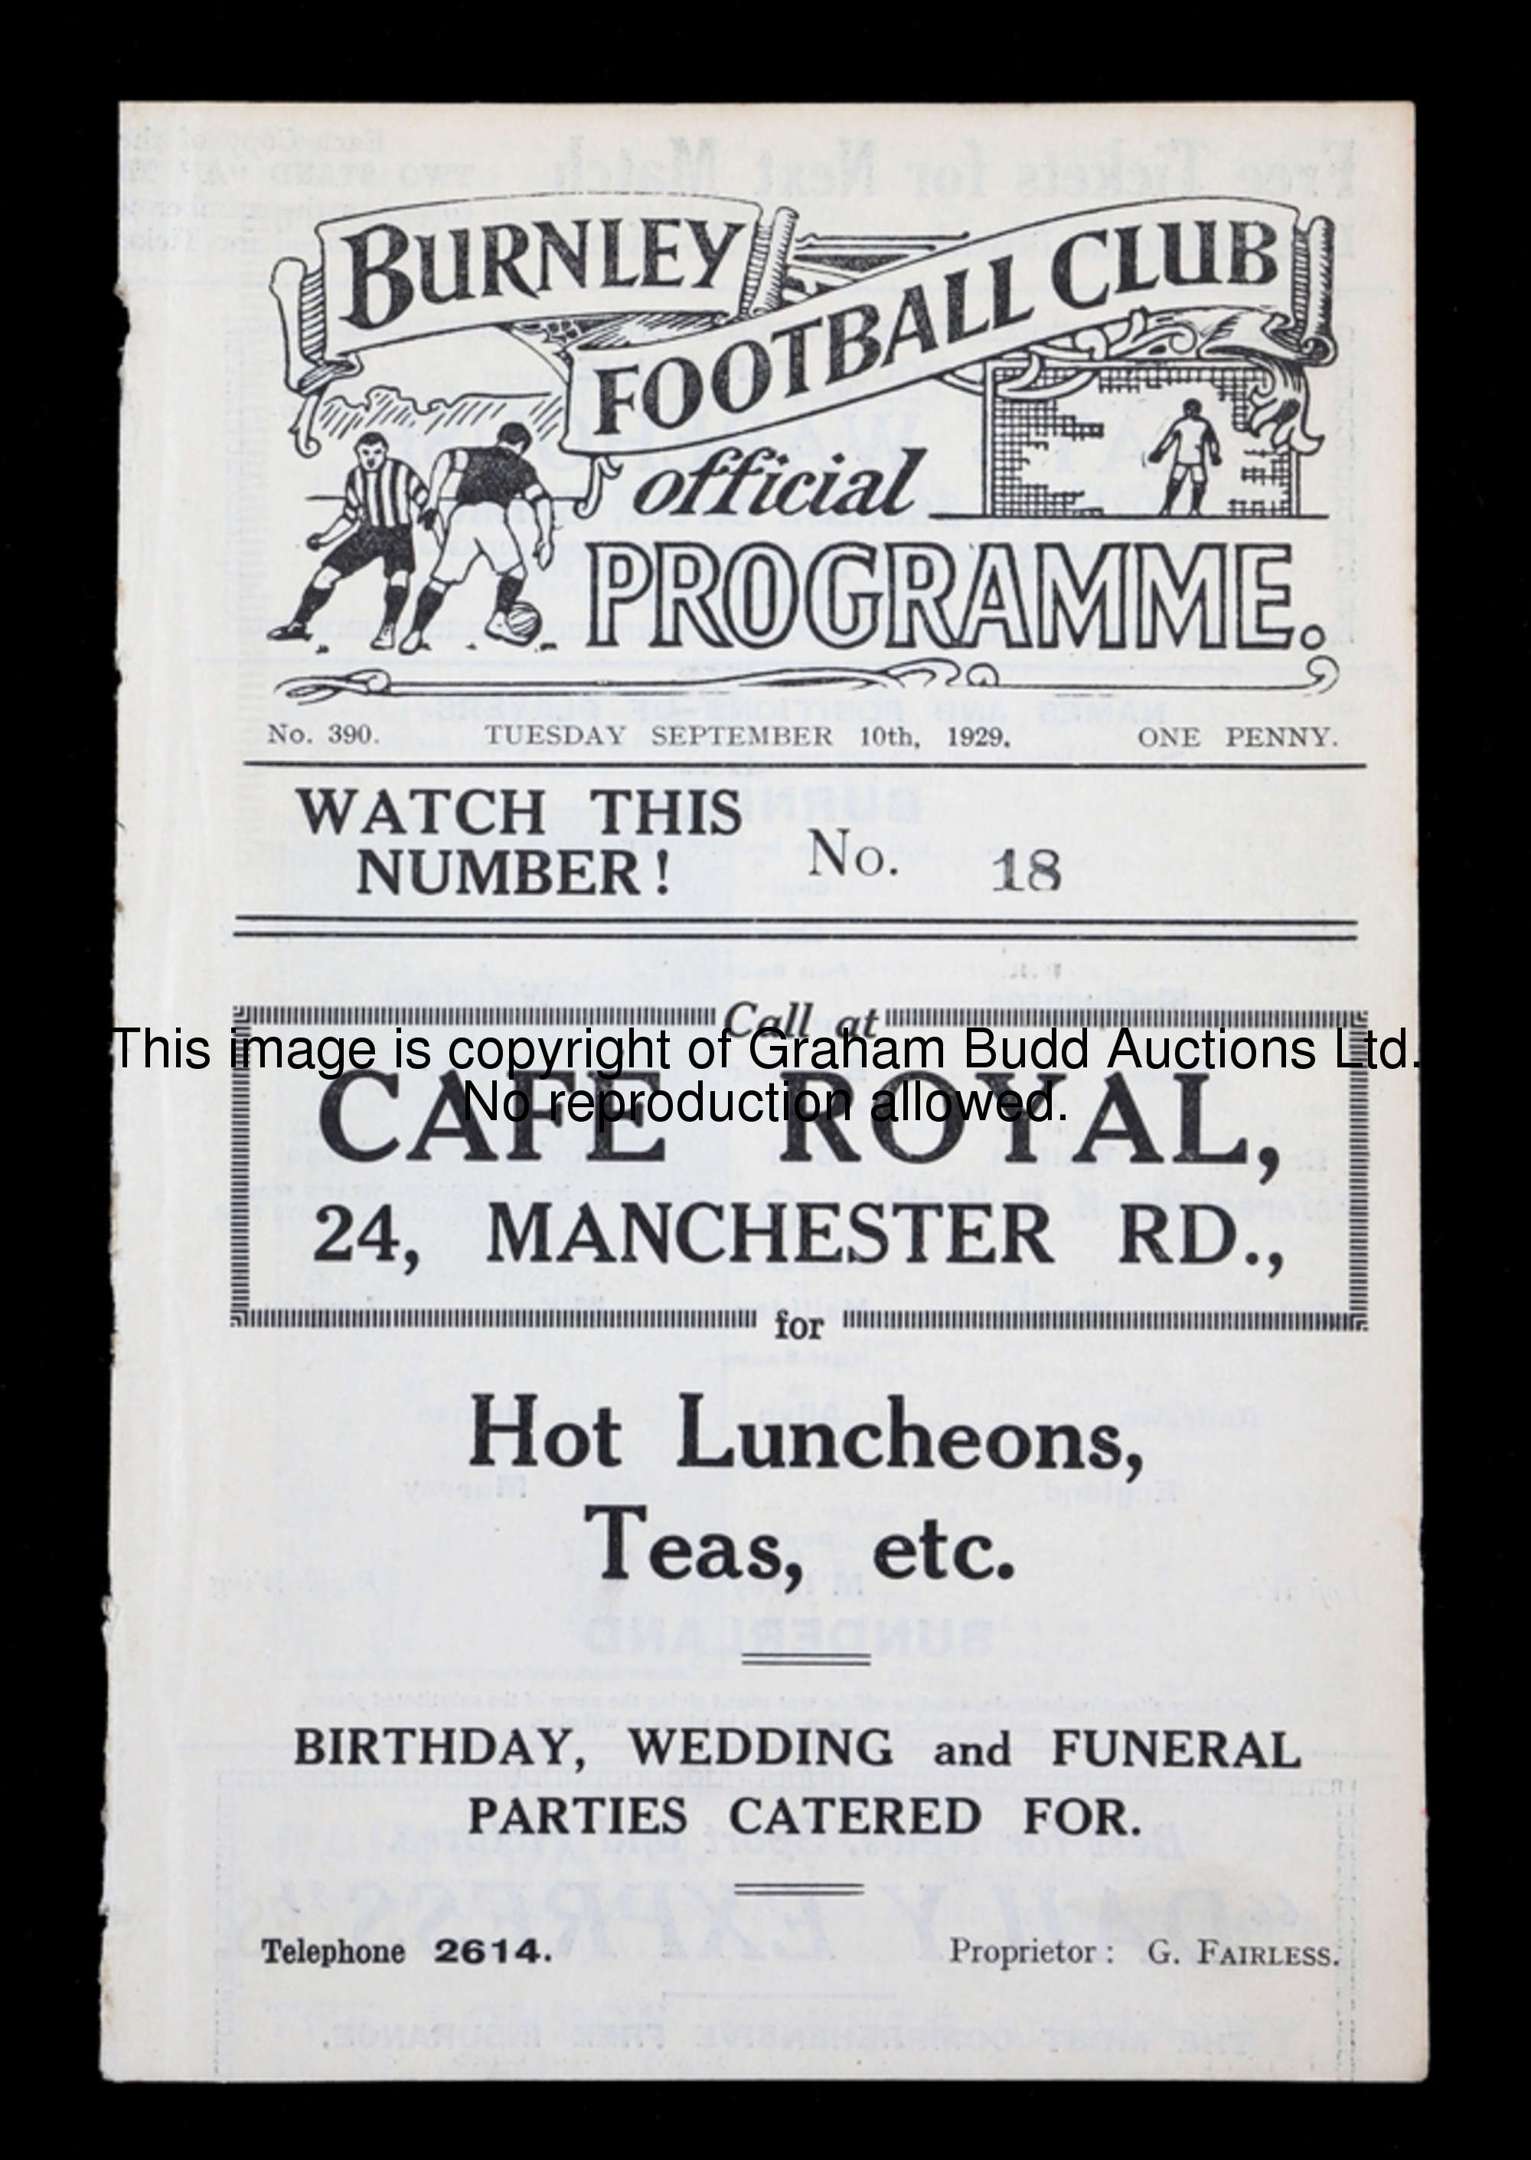 BURNLEY
FOOTBALL CLUB
official
PROGRAMME.
No. 390. TUESDAY SEPTEMBER 10th, 1929. ONE PENNY.
WATCH THIS
NUMBER! No. 18
Call at
This image is copyright of Graham Budd Auctions Ltd.
CAFE ROYAL,
No reproduction allowed.
24, MANCHESTER RD.,
for
Hot Luncheons,
Teas, etc.
BIRTHDAY, WEDDING and FUNERAL
PARTIES CATERED FOR.
Telephone 2614. Proprietor: G. FAIRLESS.